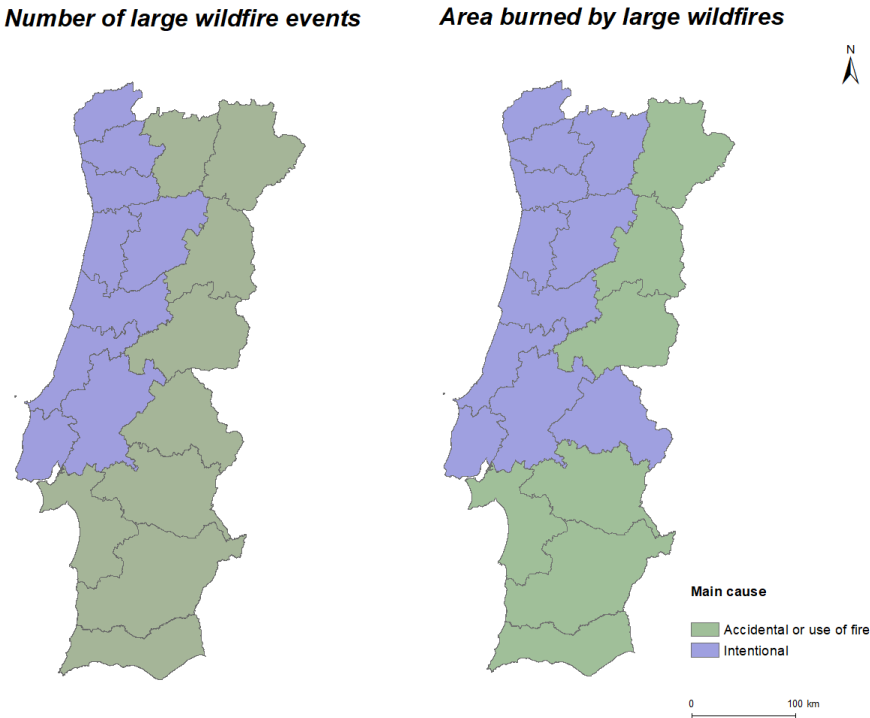 Number of large wildfire events
Area burned by large wildfires
N
Main cause
Accidental or use of fire
Intentional
0 100 km